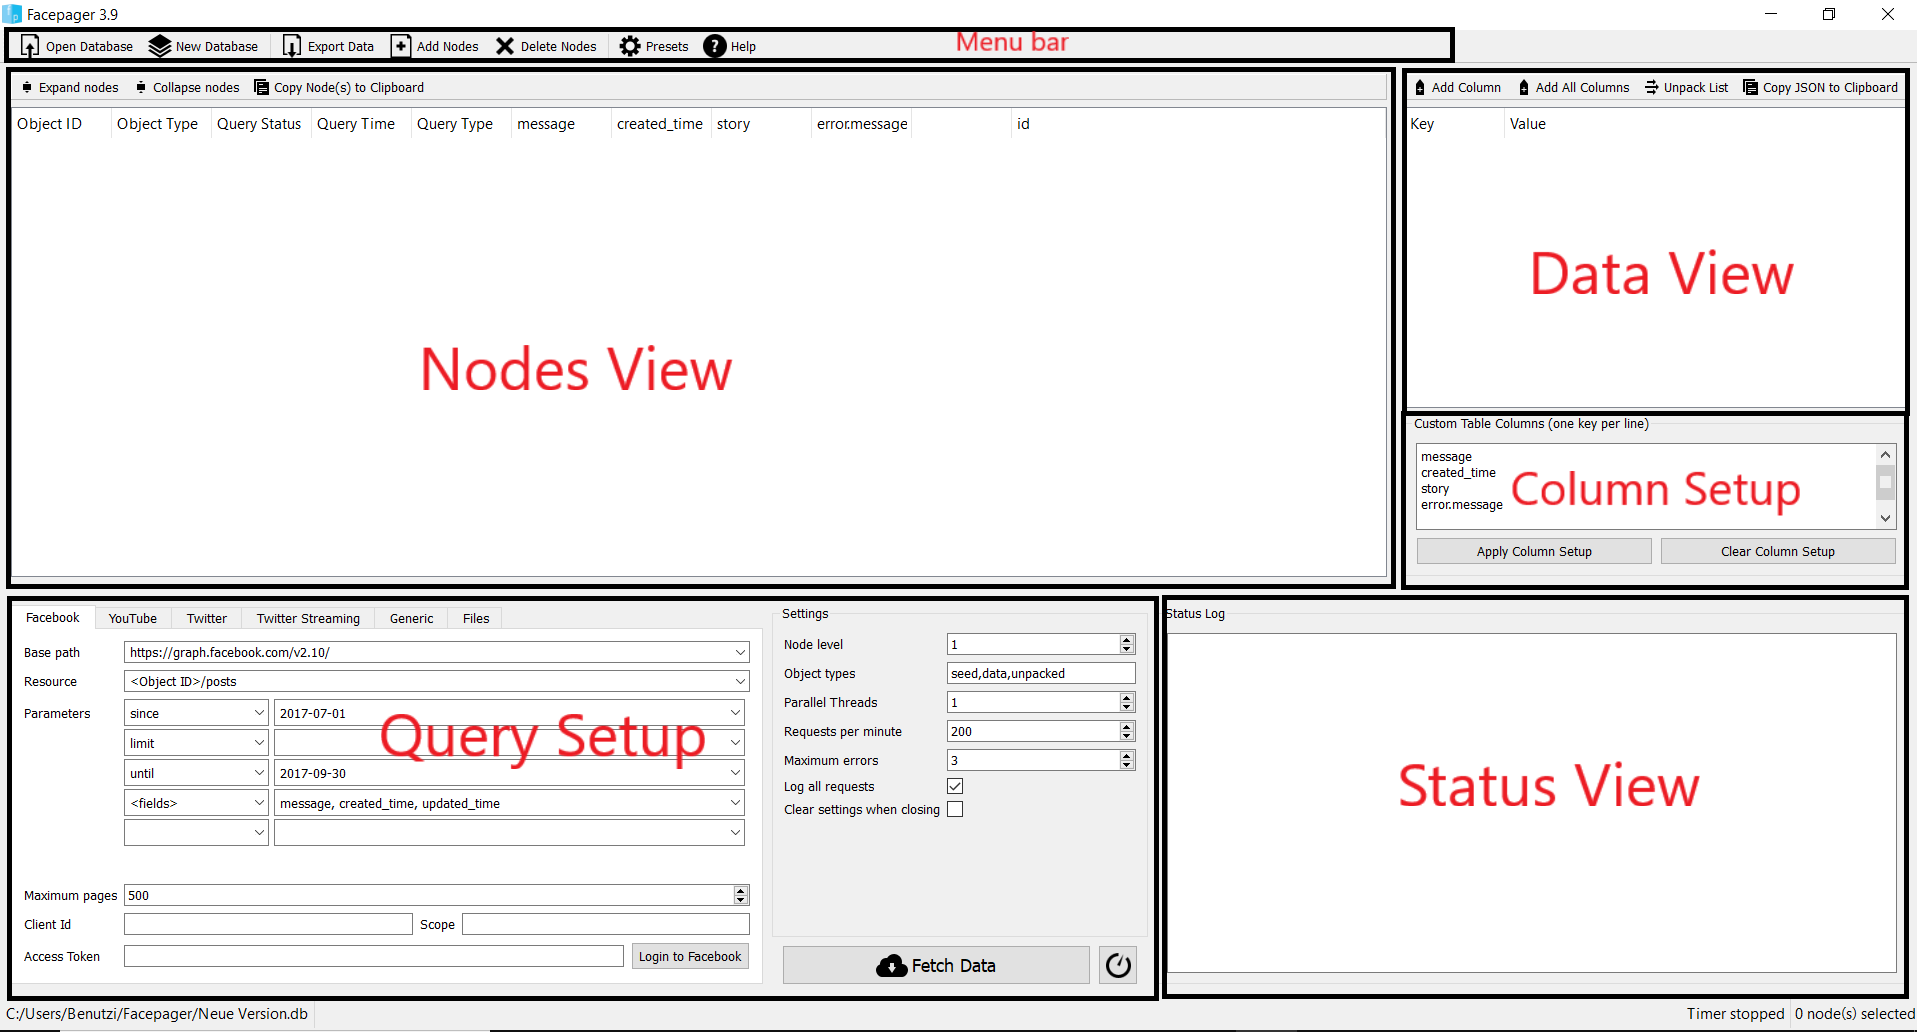 Facepager 3.9
Open Database New Database Export Data Add Nodes Delete Nodes Presets Help Menu bar
Expand nodes Collapse nodes Copy Node(s) to Clipboard
Object ID Object Type Query Status Query Time Query Type message created_time story error.message id
Nodes View
Add Column Add All Columns Unpack List Copy JSON to Clipboard
Key Value
Data View
Custom Table Columns (one key per line)
message
created_time
story
error.message
Column Setup
Apply Column Setup Clear Column Setup
Facebook YouTube Twitter Twitter Streaming Generic Files
Base path https://graph.facebook.com/v2.10/
Resource <Object ID>/posts
Parameters since 2017-07-01
limit
until 2017-09-30
<fields> message, created_time, updated_time
Query Setup
Maximum pages 500
Client Id Scope
Access Token Login to Facebook
Settings
Node level 1
Object types seed,data,unpacked
Parallel Threads 1
Requests per minute 200
Maximum errors 3
Log all requests
Clear settings when closing
Fetch Data
Status Log
Status View
C:/Users/Benutzi/Facepager/Neue Version.db Timer stopped 0 node(s) selected